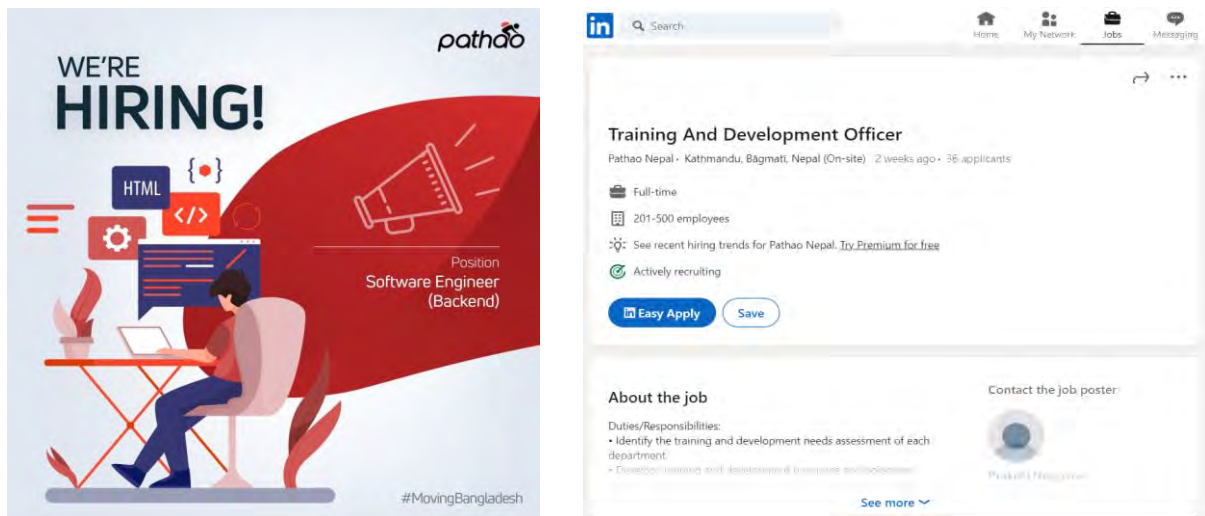 pathao
WE'RE
HIRING!
HTML
{ }
</>
Position
Software Engineer
(Backend)
#MovingBangladesh
in
Search
Home
My Network
Jobs
Messaging
Training And Development Officer
Pathao Nepal · Kathmandu, Bāgmatī, Nepal (On-site) 2 weeks ago · 36 applicants
Full-time
201-500 employees
See recent hiring trends for Pathao Nepal. Try Premium for free
Actively recruiting
in Easy Apply
Save
About the job
Duties/Responsibilities:
• Identify the training and development needs assessment of each
department.
See more
Contact the job poster